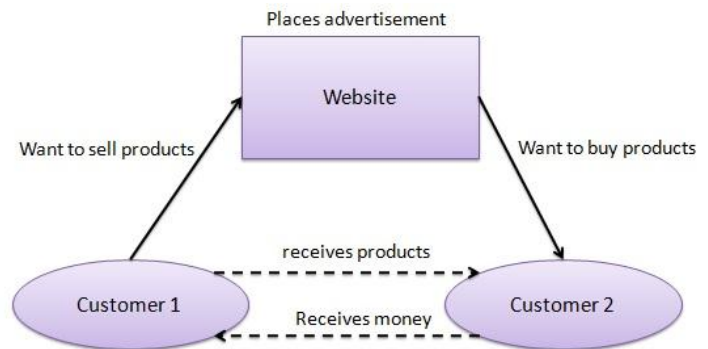 Places advertisement
Website
Want to sell products
Want to buy products
receives products
Customer 1
Customer 2
Receives money